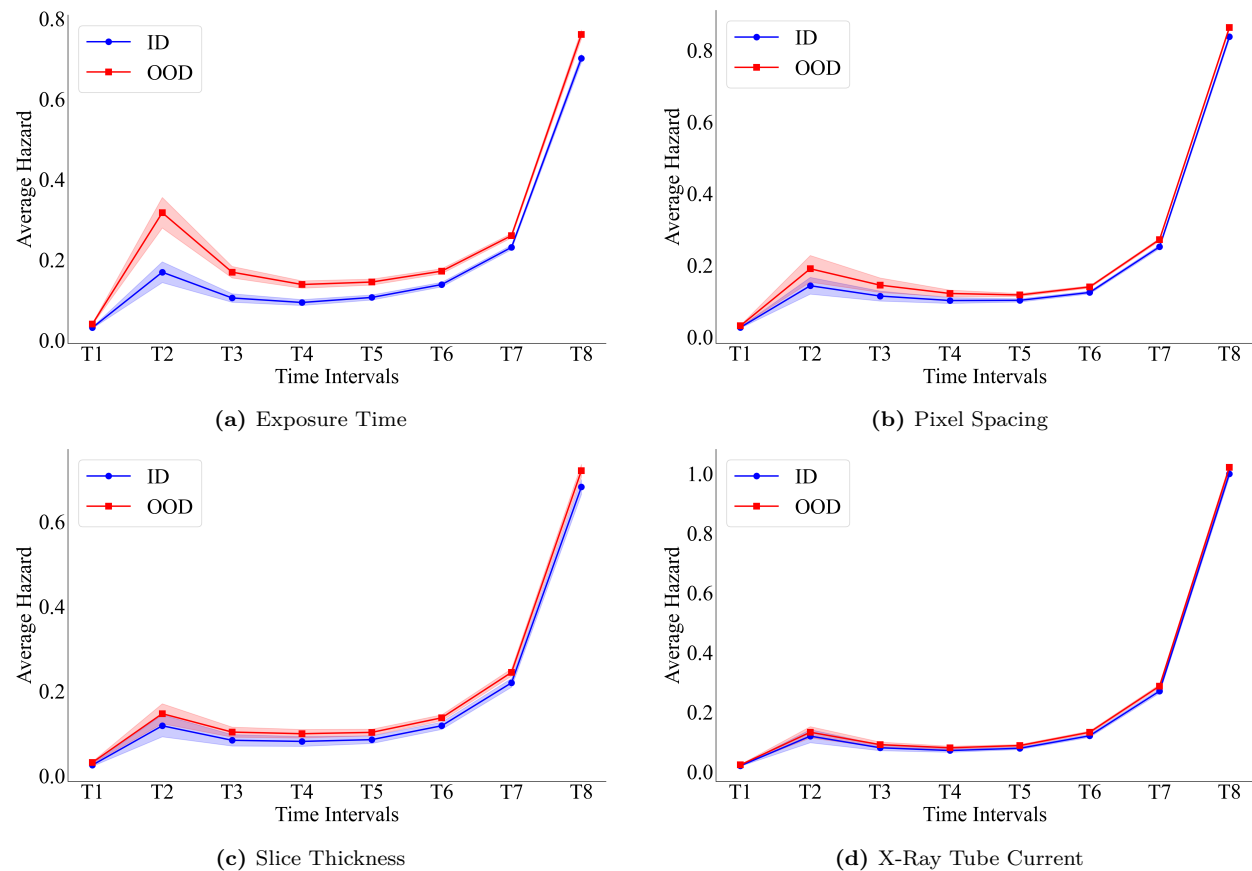 0.8
0.6
0.4
0.2
0.0
Average Hazard
ID
OOD
T1 T2 T3 T4 T5 T6 T7 T8
Time Intervals
(a) Exposure Time
0.8
0.6
0.4
0.2
0.0
Average Hazard
ID
OOD
T1 T2 T3 T4 T5 T6 T7 T8
Time Intervals
(b) Pixel Spacing
0.6
0.4
0.2
0.0
Average Hazard
ID
OOD
T1 T2 T3 T4 T5 T6 T7 T8
Time Intervals
(c) Slice Thickness
1.0
0.8
0.6
0.4
0.2
0.0
Average Hazard
ID
OOD
T1 T2 T3 T4 T5 T6 T7 T8
Time Intervals
(d) X-Ray Tube Current